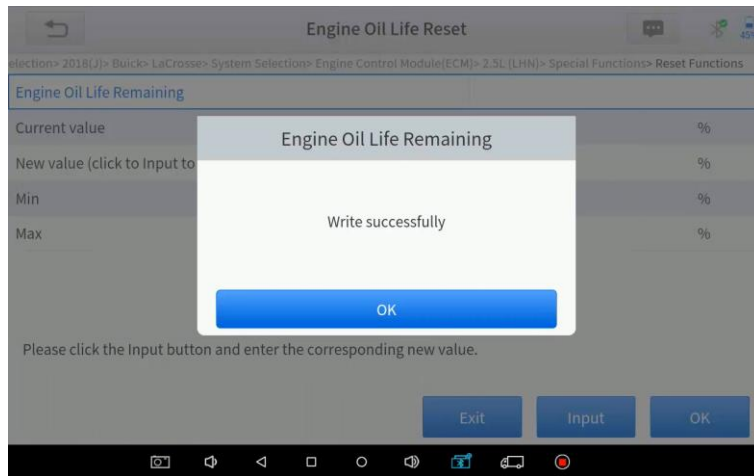 Engine Oil Life Reset
45%
election> 2018(J)> Buick> LaCrosse> System Selection> Engine Control Module(ECM)> 2.5L (LHN)> Special Functions> Reset Functions
Engine Oil Life Remaining
Current value %
New value (click to Input to %
Min %
Max %
Engine Oil Life Remaining
Write successfully
OK
Please click the Input button and enter the corresponding new value.
Exit Input OK